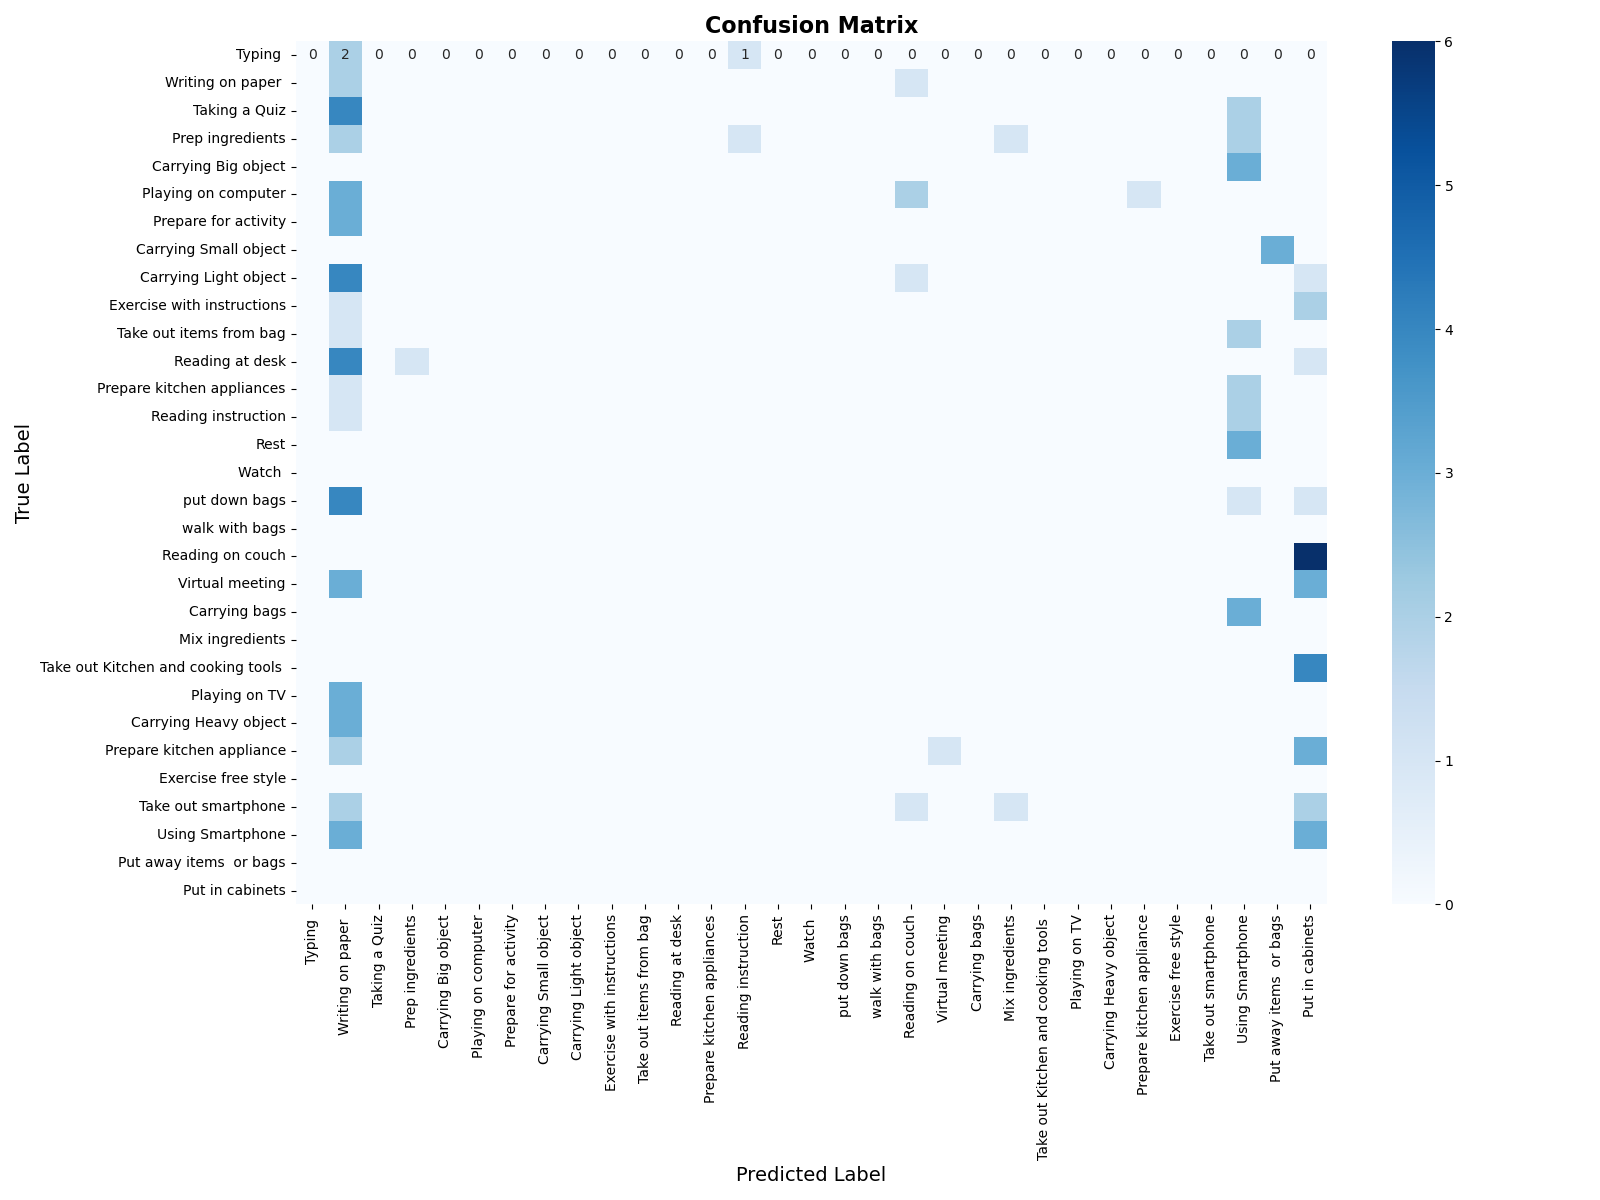 Confusion Matrix
True Label
Typing 0 2 0 0 0 0 0 0 0 0 0 0 0 1 0 0 0 0 0 0 0 0 0 0 0 0 0 0 0 0 0
Writing on paper
Taking a Quiz
Prep ingredients
Carrying Big object
Playing on computer
Prepare for activity
Carrying Small object
Carrying Light object
Exercise with instructions
Take out items from bag
Reading at desk
Prepare kitchen appliances
Reading instruction
Rest
Watch
put down bags
walk with bags
Reading on couch
Virtual meeting
Carrying bags
Mix ingredients
Take out Kitchen and cooking tools
Playing on TV
Carrying Heavy object
Prepare kitchen appliance
Exercise free style
Take out smartphone
Using Smartphone
Put away items  or bags
Put in cabinets
Typing
Writing on paper
Taking a Quiz
Prep ingredients
Carrying Big object
Playing on computer
Prepare for activity
Carrying Small object
Carrying Light object
Exercise with instructions
Take out items from bag
Reading at desk
Prepare kitchen appliances
Reading instruction
Rest
Watch
put down bags
walk with bags
Reading on couch
Virtual meeting
Carrying bags
Mix ingredients
Take out Kitchen and cooking tools
Playing on TV
Carrying Heavy object
Prepare kitchen appliance
Exercise free style
Take out smartphone
Using Smartphone
Put away items  or bags
Put in cabinets
Predicted Label
6
5
4
3
2
1
0